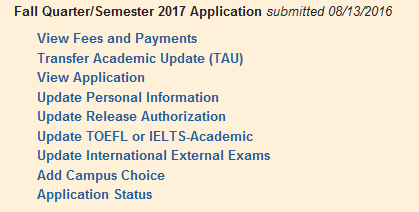 Fall Quarter/Semester 2017 Application submitted 08/13/2016
View Fees and Payments
Transfer Academic Update (TAU)
View Application
Update Personal Information
Update Release Authorization
Update TOEFL or IELTS-Academic
Update International External Exams
Add Campus Choice
Application Status